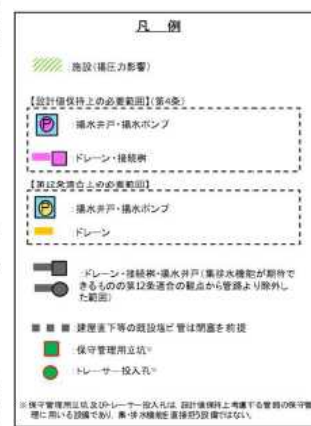 凡 例
:施設(揚圧力影響)
【設計値保持上の必要範囲】(第4条)
P
:揚水井戸・揚水ポンプ
:ドレーン・接続桝
【第12条適合上の必要範囲】
P
:揚水井戸・揚水ポンプ
:ドレーン
:ドレーン・接続桝・揚水井戸(集排水機能が期待で
きるものの第12条適合の観点から管路より除外し
た範囲)
建屋直下等の既設塩ビ管は閉塞を前提
:保守管理用立坑※
:トレーサー投入孔※
※保守管理用立坑及びトレーサー投入孔は、設計値保持上考慮する管路の保守管
理に用いる設備であり、集・排水機能を直接担う設備ではない。